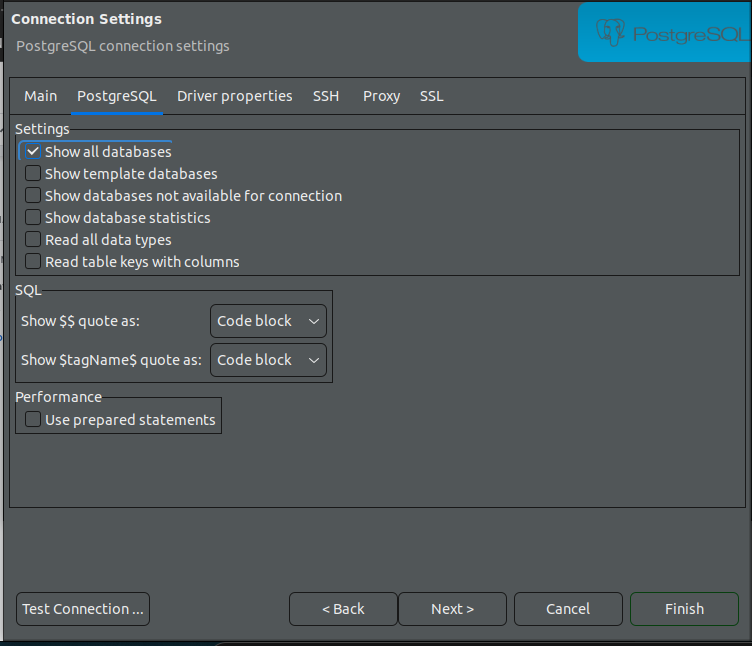 Connection Settings
PostgreSQL connection settings
PostgreSQL
Main PostgreSQL Driver properties SSH Proxy SSL
Settings
Show all databases
Show template databases
Show databases not available for connection
Show database statistics
Read all data types
Read table keys with columns
SQL
Show $$ quote as: Code block
Show $tagName$ quote as: Code block
Performance
Use prepared statements
Test Connection ... < Back Next > Cancel Finish